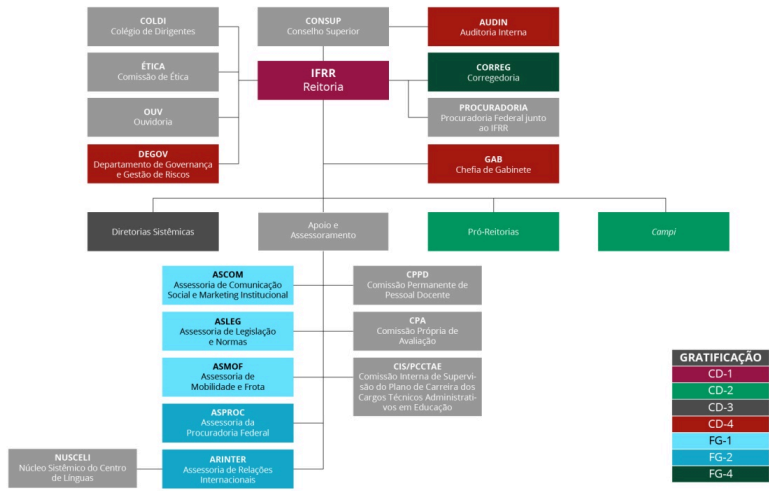 COLDI
Colégio de Dirigentes
CONSUP
Conselho Superior
AUDIN
Auditoria Interna
ÉTICA
Comissão de Ética
IFRR
Reitoria
CORREG
Corregedoria
OUV
Ouvidoria
PROCURADORIA
Procuradoria Federal junto
ao IFRR
DEGOV
Departamento de Governança
e Gestão de Riscos
GAB
Chefia de Gabinete
Diretorias Sistêmicas
Apoio e
Assessoramento
Pró-Reitorias
Campi
ASCOM
Assessoria de Comunicação
Social e Marketing Institucional
CPPD
Comissão Permanente de
Pessoal Docente
ASLEG
Assessoria de Legislação
e Normas
CPA
Comissão Própria de
Avaliação
ASMOF
Assessoria de
Mobilidade e Frota
CIS/PCCTAE
Comissão Interna de Supervi-
são do Plano de Carreira dos
Cargos Técnicos Administrati-
vos em Educação
ASPROC
Assessoria da
Procuradoria Federal
NUSCELI
Núcleo Sistêmico do Centro
de Línguas
ARINTER
Assessoria de Relações
Internacionais
GRATIFICAÇÃO
CD-1
CD-2
CD-3
CD-4
FG-1
FG-2
FG-4